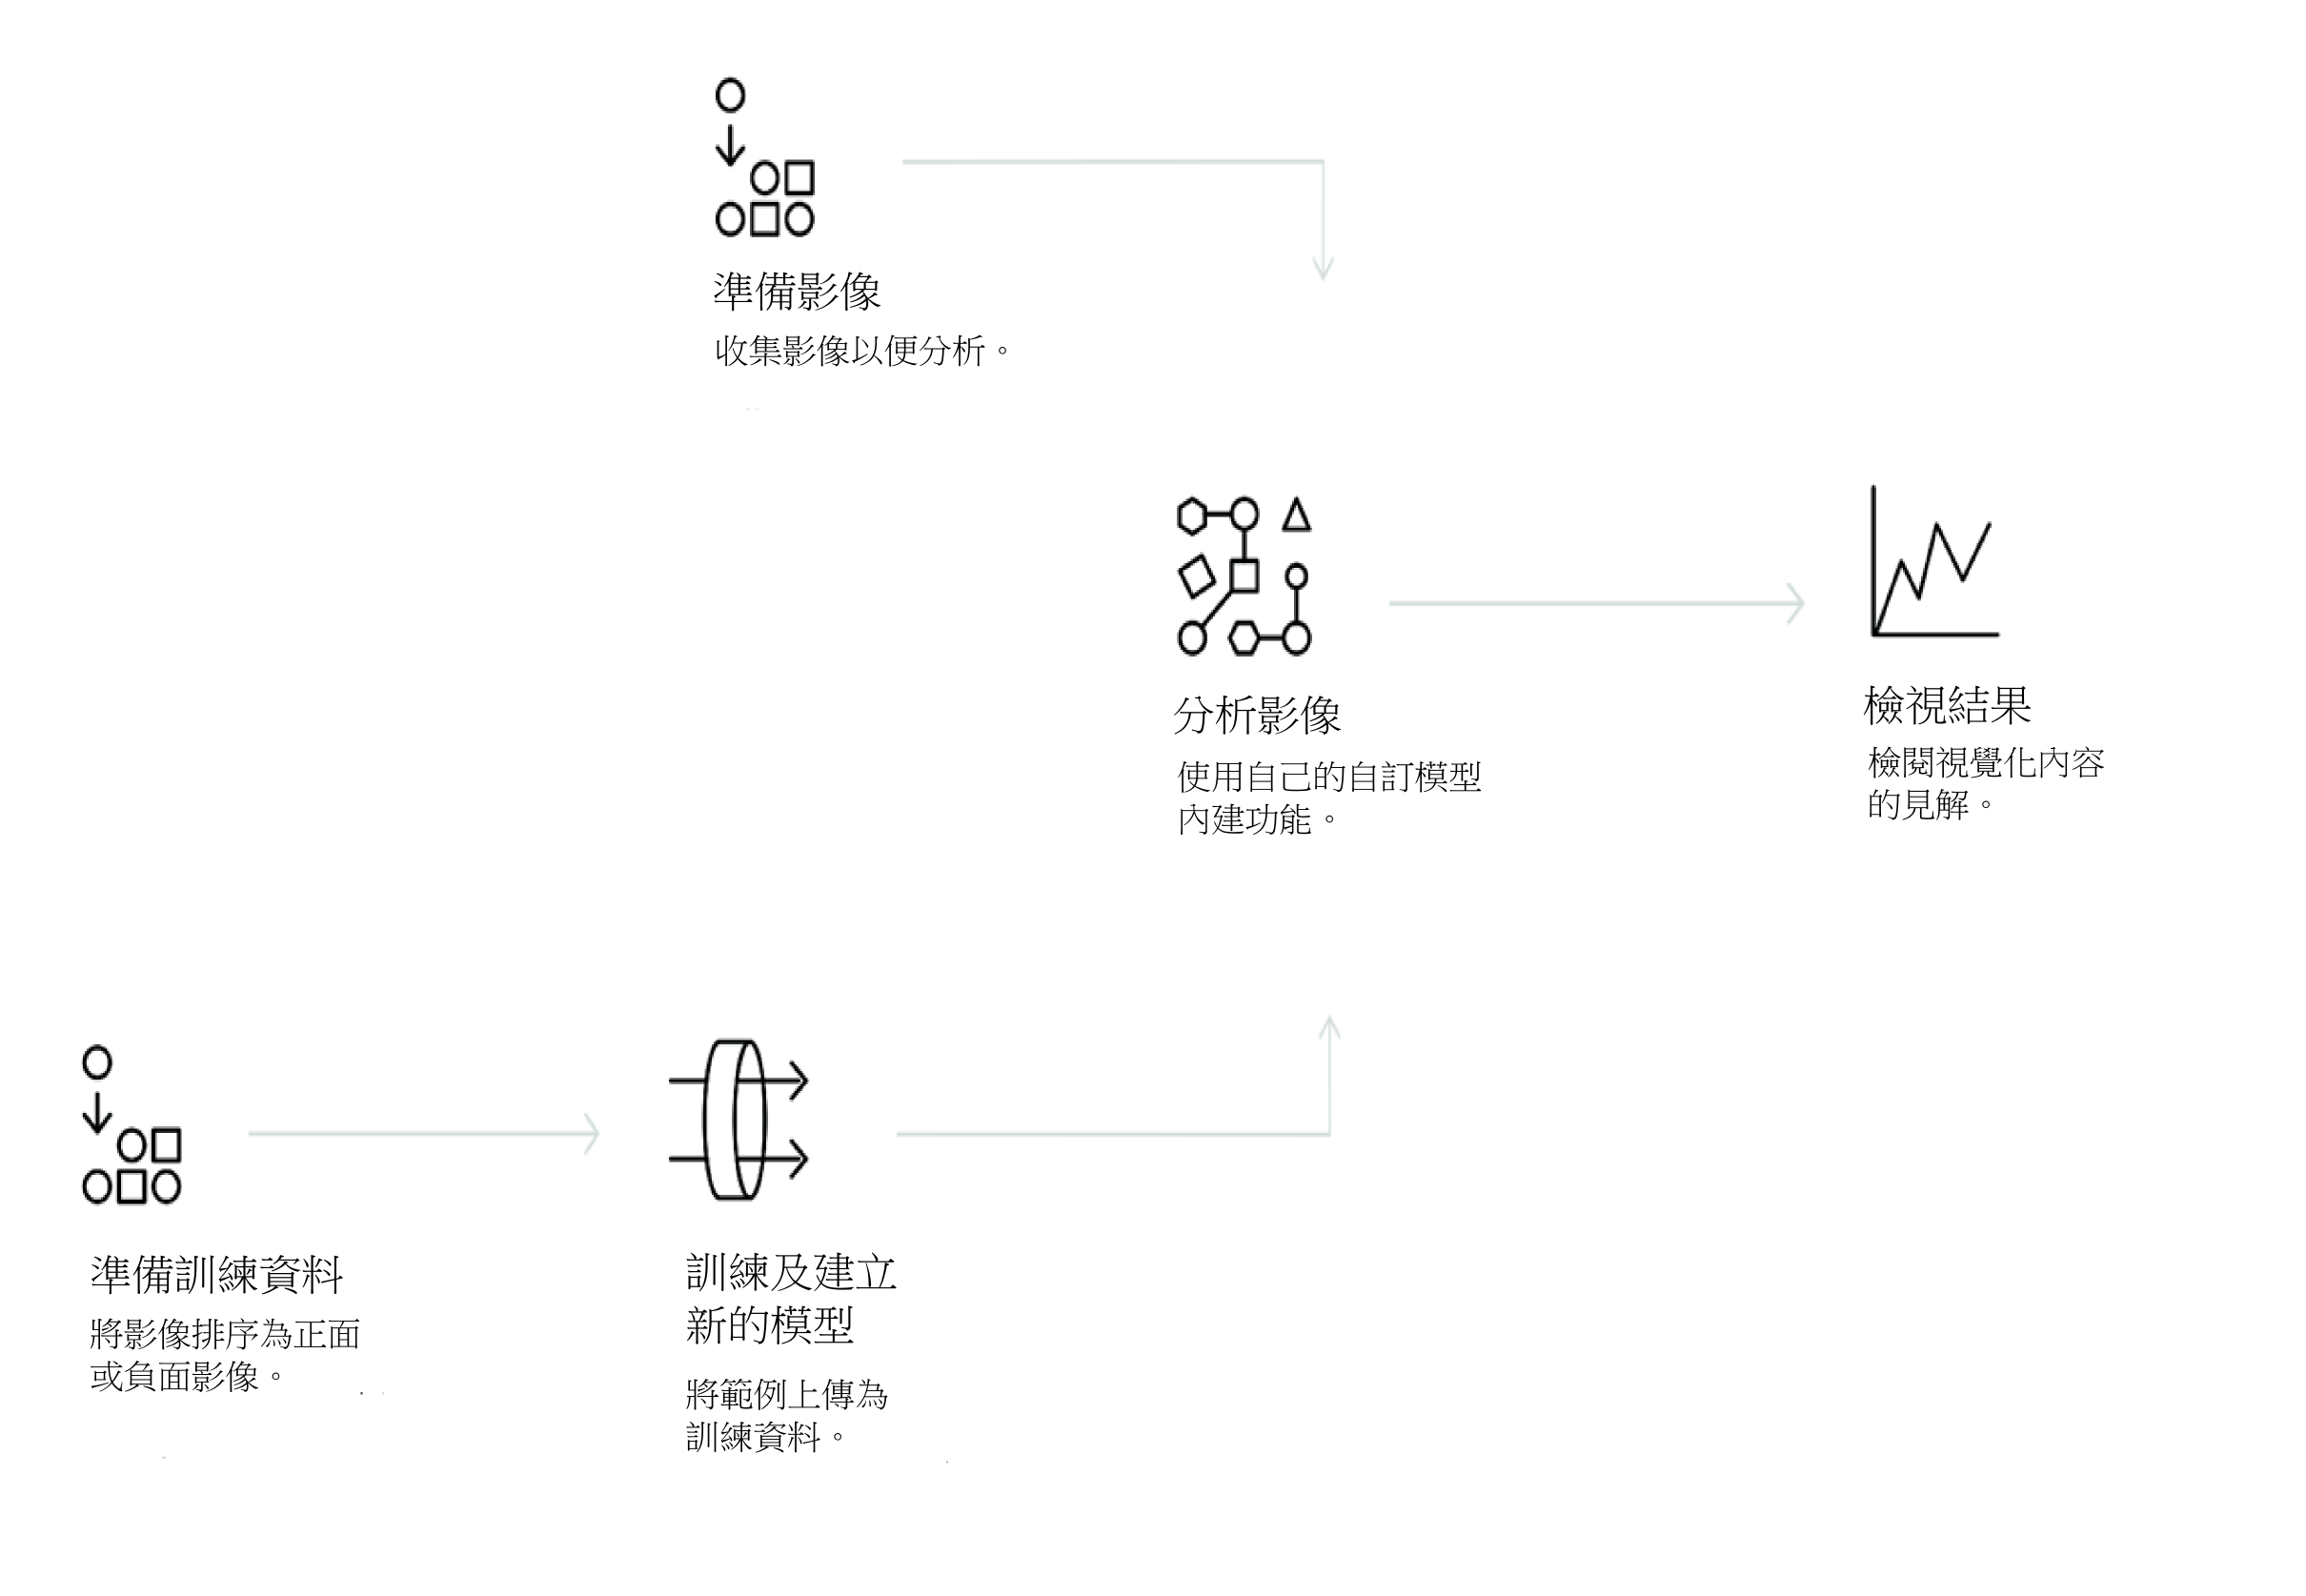 準備影像
收集影像以便分析。
分析影像
使用自己的自訂模型
內建功能。
檢視結果
檢閱視覺化內容
的見解。
準備訓練資料
將影像排序為正面
或負面影像。
訓練及建立
新的模型
將範例上傳為
訓練資料。